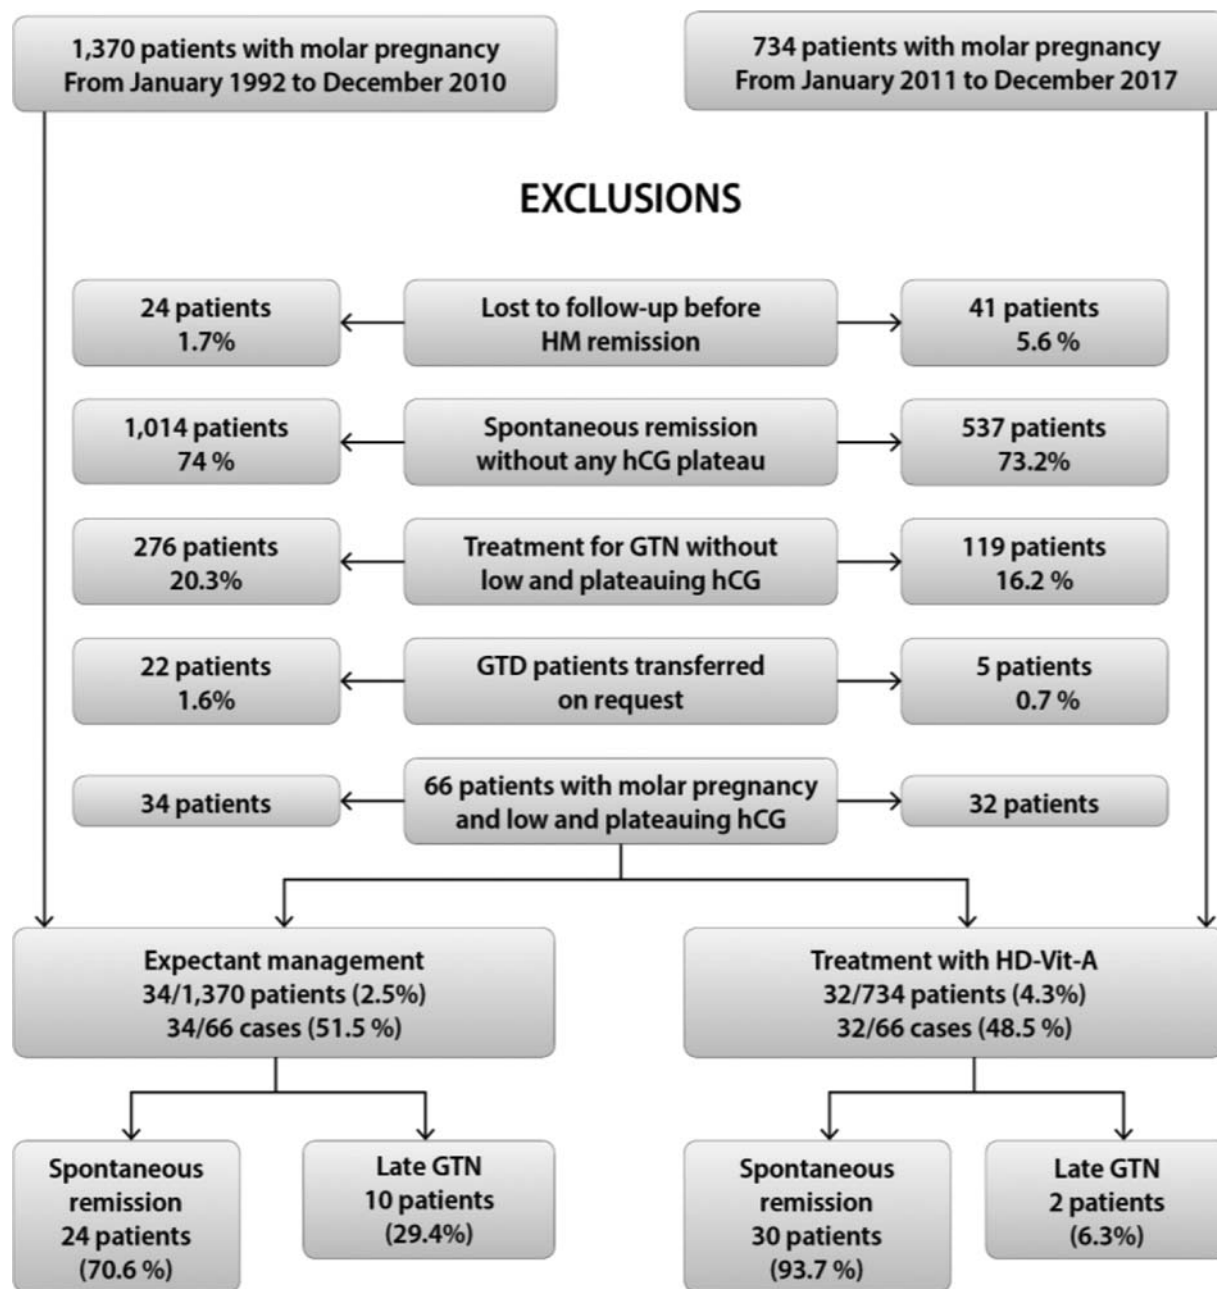 1,370 patients with molar pregnancy
From January 1992 to December 2010
734 patients with molar pregnancy
From January 2011 to December 2017
EXCLUSIONS
24 patients
1.7%
Lost to follow-up before
HM remission
41 patients
5.6 %
1,014 patients
74 %
Spontaneous remission
without any hCG plateau
537 patients
73.2%
276 patients
20.3%
Treatment for GTN without
low and plateauing hCG
119 patients
16.2 %
22 patients
1.6%
GTD patients transferred
on request
5 patients
0.7 %
34 patients
66 patients with molar pregnancy
and low and plateauing hCG
32 patients
Expectant management
34/1,370 patients (2.5%)
34/66 cases (51.5 %)
Treatment with HD-Vit-A
32/734 patients (4.3%)
32/66 cases (48.5 %)
Spontaneous
remission
24 patients
(70.6 %)
Late GTN
10 patients
(29.4%)
Spontaneous
remission
30 patients
(93.7 %)
Late GTN
2 patients
(6.3%)